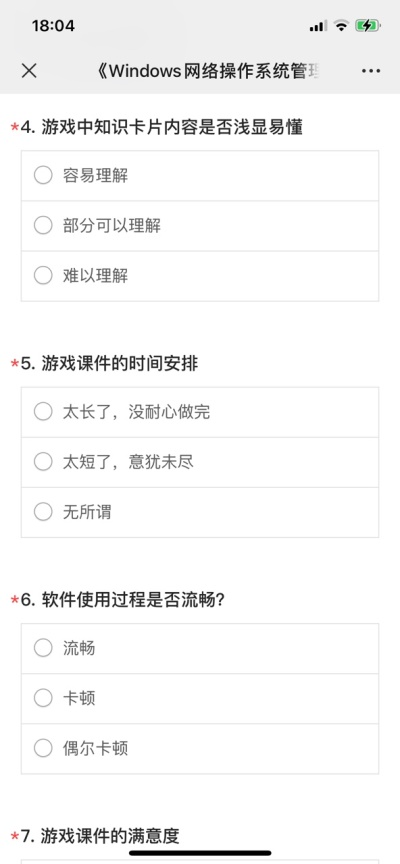 18:04
《Windows网络操作系统管理
*4. 游戏中知识卡片内容是否浅显易懂
容易理解
部分可以理解
难以理解
*5. 游戏课件的时间安排
太长了，没耐心做完
太短了，意犹未尽
无所谓
*6. 软件使用过程是否流畅?
流畅
卡顿
偶尔卡顿
*7. 游戏课件的满意度